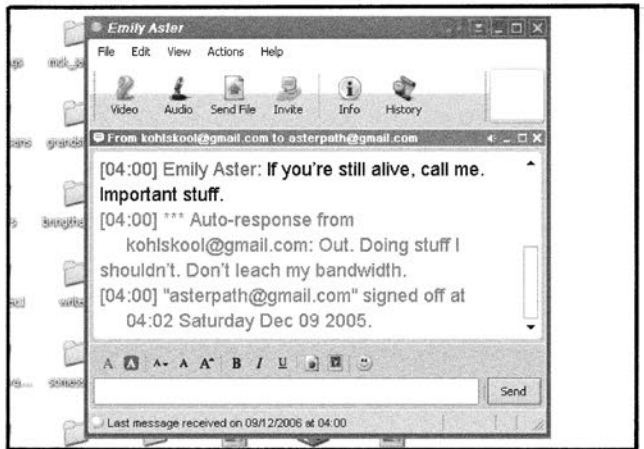 Emily Aster
File Edit View Actions Help
Video Audio Send File Invite Info History
From kohlskool@gmail.com to asterpath@gmail.com
[04:00] Emily Aster: If you're still alive, call me.
Important stuff.
[04:00] *** Auto-response from
kohlskool@gmail.com: Out. Doing stuff I
shouldn't. Don't leach my bandwidth.
[04:00] "asterpath@gmail.com" signed off at
04:02 Saturday Dec 09 2005.
A A A A A B I U
Send
Last message received on 09/12/2006 at 04:00